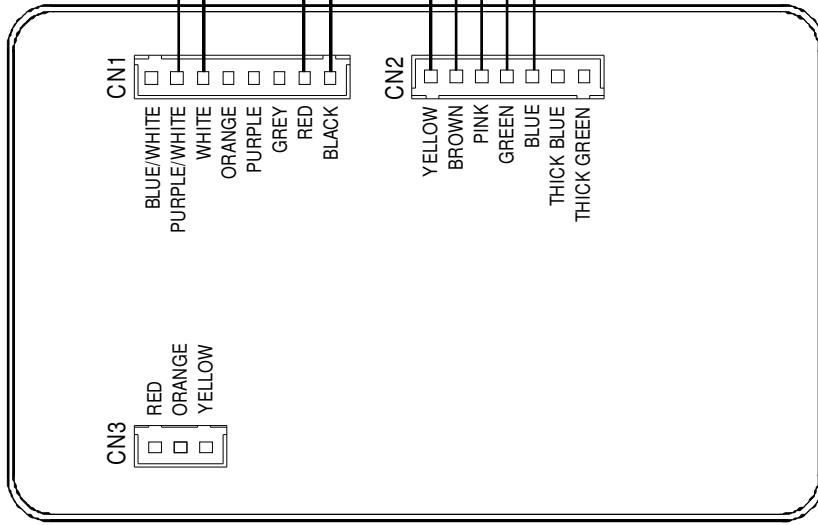 CN1
BLUE/WHITE
PURPLE/WHITE
WHITE
ORANGE
PURPLE
GREY
RED
BLACK
CN2
YELLOW
BROWN
PINK
GREEN
BLUE
THICK BLUE
THICK GREEN
CN3
RED
ORANGE
YELLOW